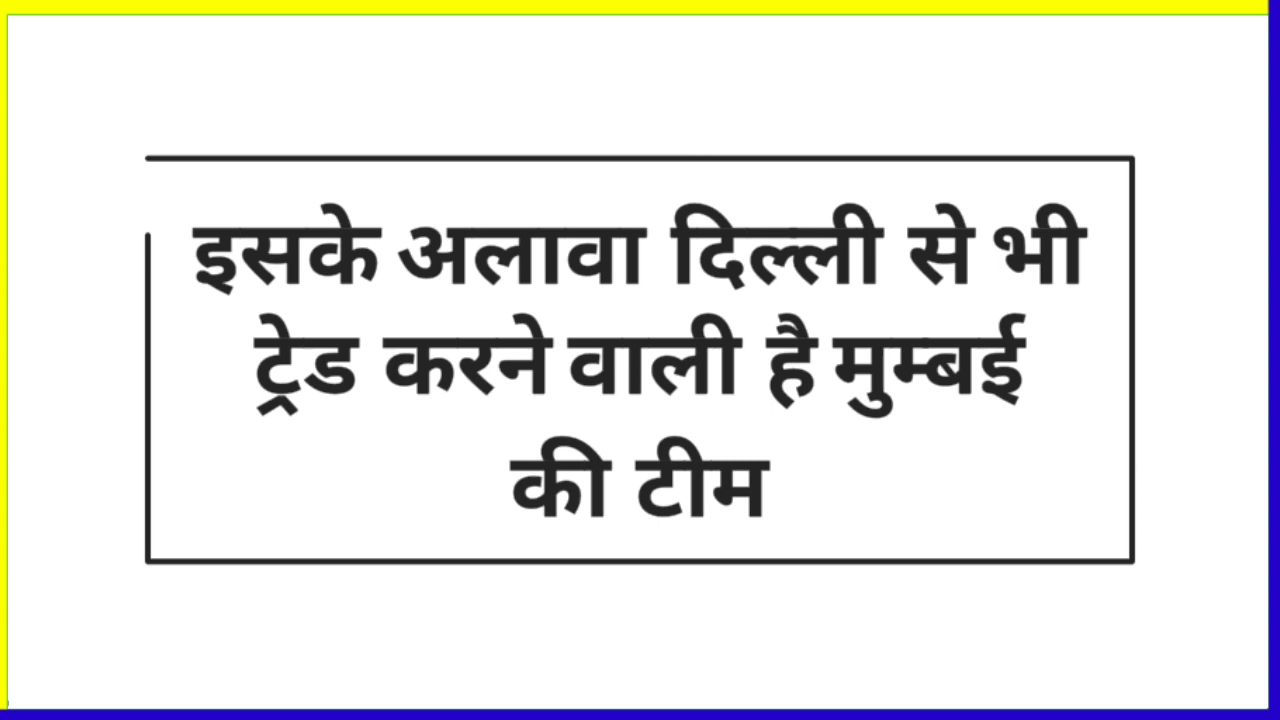 इसके अलावा दिल्ली से भी
ट्रेड करने वाली है मुम्बई
की टीम